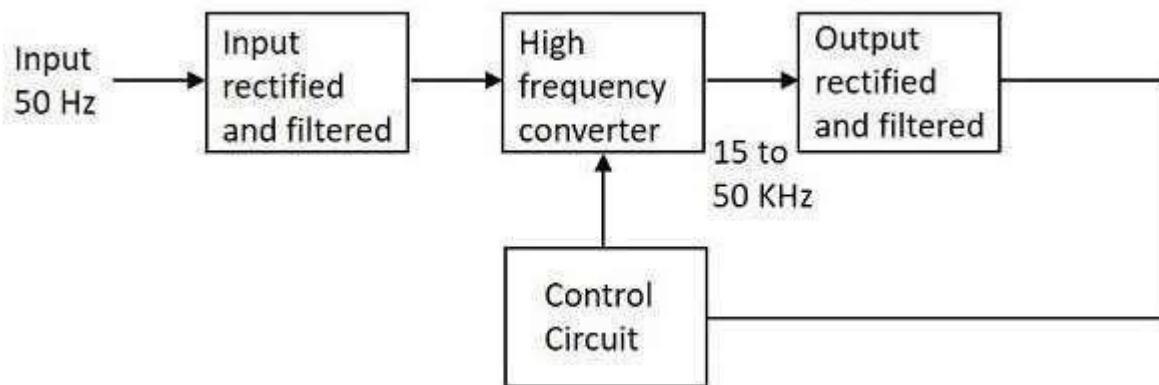 Input
50 Hz
Input
rectified
and filtered
High
frequency
converter
15 to
50 KHz
Output
rectified
and filtered
Control
Circuit